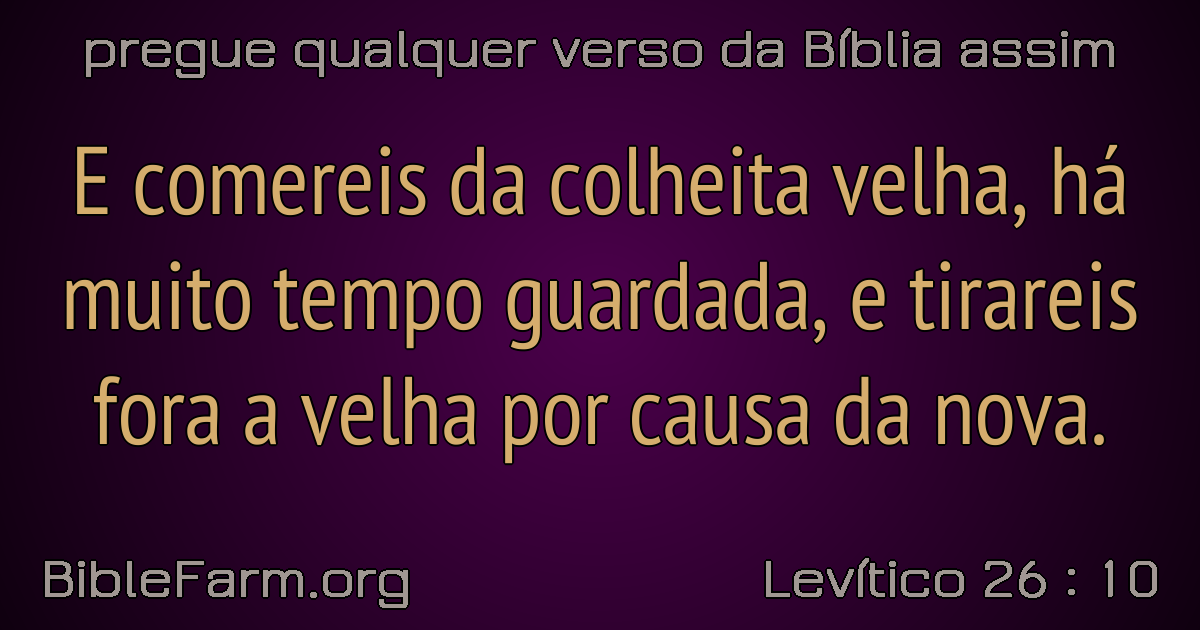 pregue qualquer verso da Bíblia assim
E comereis da colheita velha, há
muito tempo guardada, e tirareis
fora a velha por causa da nova.
BibleFarm.org
Levítico 26 : 10